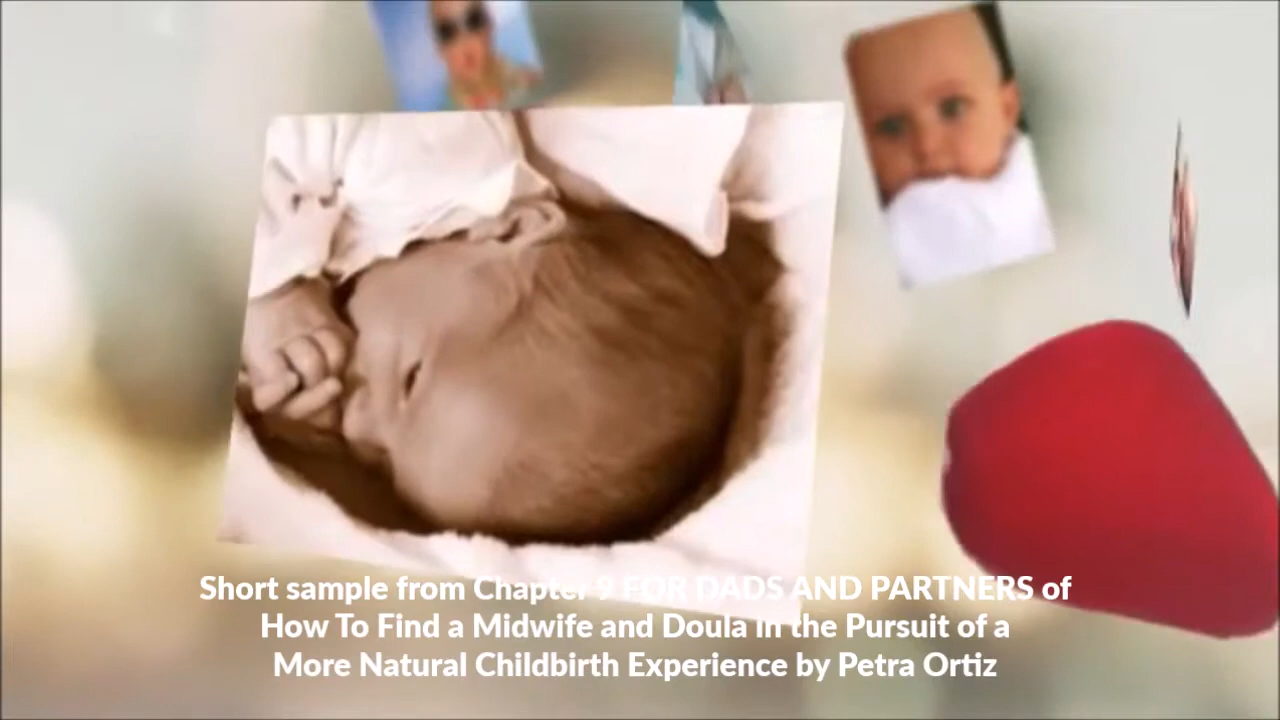 Short sample from Chapter 9 FOR DADS AND PARTNERS of
How To Find a Midwife and Doula in the Pursuit of a
More Natural Childbirth Experience by Petra Ortiz